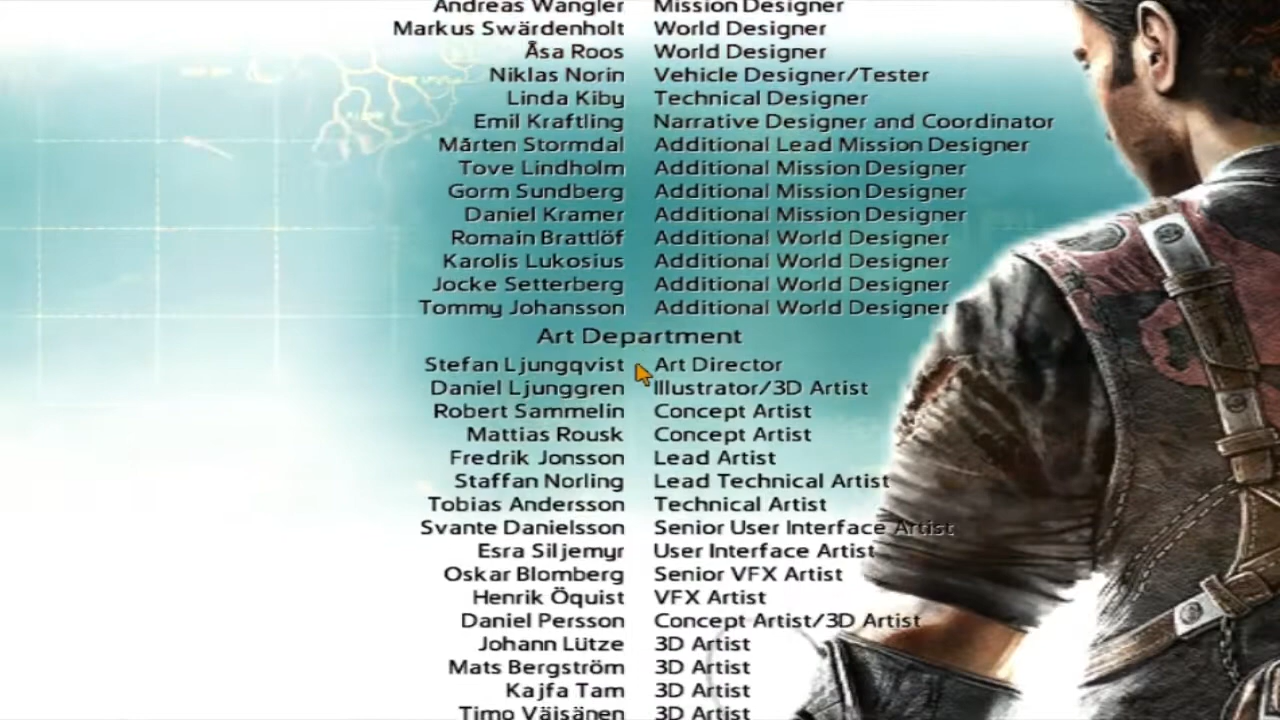 Andreas Wangler Mission Designer
Markus Swärdenholt World Designer
Åsa Roos World Designer
Niklas Norin Vehicle Designer/Tester
Linda Kiby Technical Designer
Emil Kraftling Narrative Designer and Coordinator
Mårten Stormdal Additional Lead Mission Designer
Tove Lindholm Additional Mission Designer
Gorm Sundberg Additional Mission Designer
Daniel Kramer Additional Mission Designer
Romain Brattlöf Additional World Designer
Karolis Lukosius Additional World Designer
Jocke Setterberg Additional World Designer
Tommy Johansson Additional World Designer
Art Department
Stefan Ljungqvist Art Director
Daniel Ljunggren Illustrator/3D Artist
Robert Sammelin Concept Artist
Mattias Rousk Concept Artist
Fredrik Jonsson Lead Artist
Staffan Norling Lead Technical Artist
Tobias Andersson Technical Artist
Svante Danielsson Senior User Interface Artist
Esra Siljemyr User Interface Artist
Oskar Blomberg Senior VFX Artist
Henrik Öquist VFX Artist
Daniel Persson Concept Artist/3D Artist
Johann Lütze 3D Artist
Mats Bergström 3D Artist
Kajfa Tam 3D Artist
Timo Väisänen 3D Artist